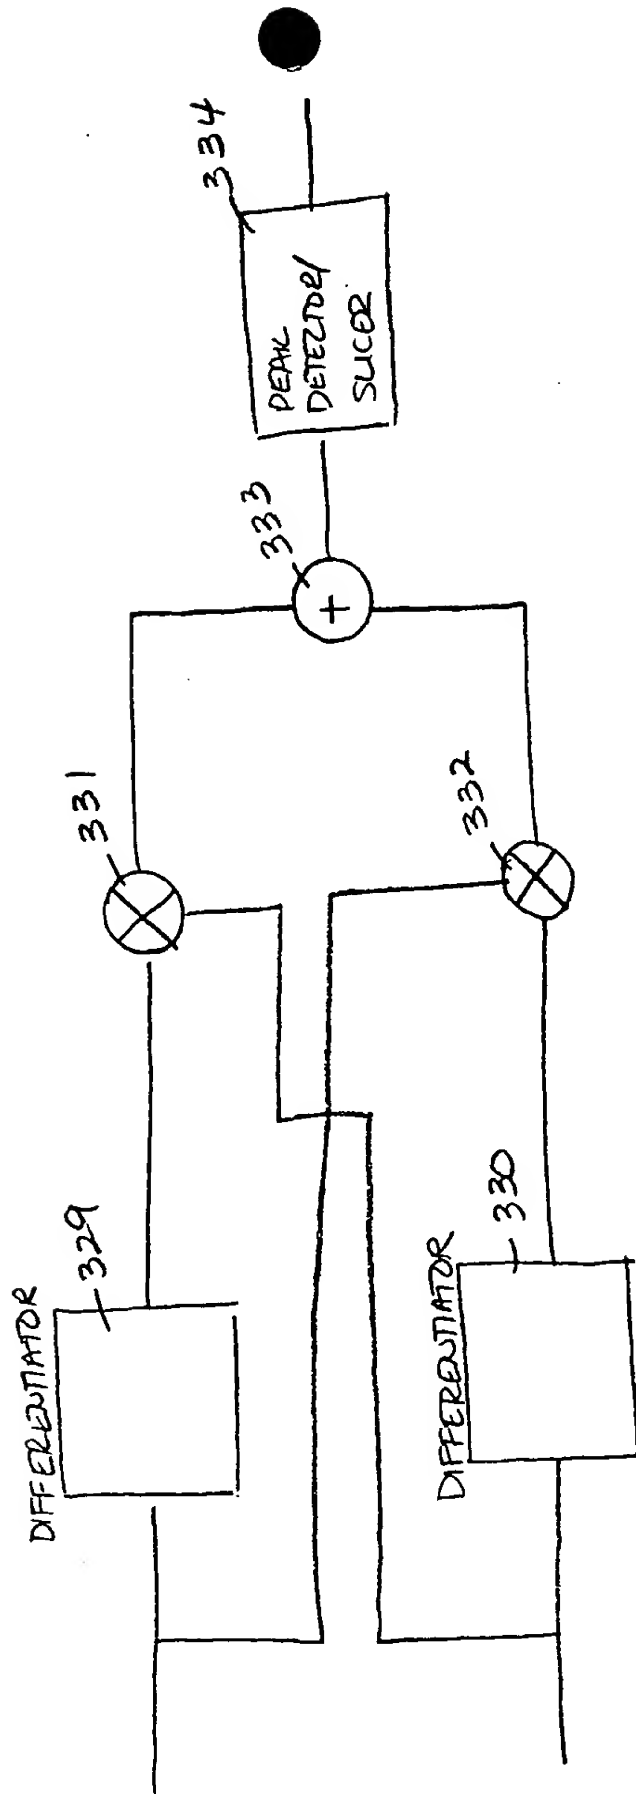 DIFFERENTIATOR
329
331
DIFFERENTIATOR
330
332
333
+
PEAK
DETECTOR/
SLICER
334